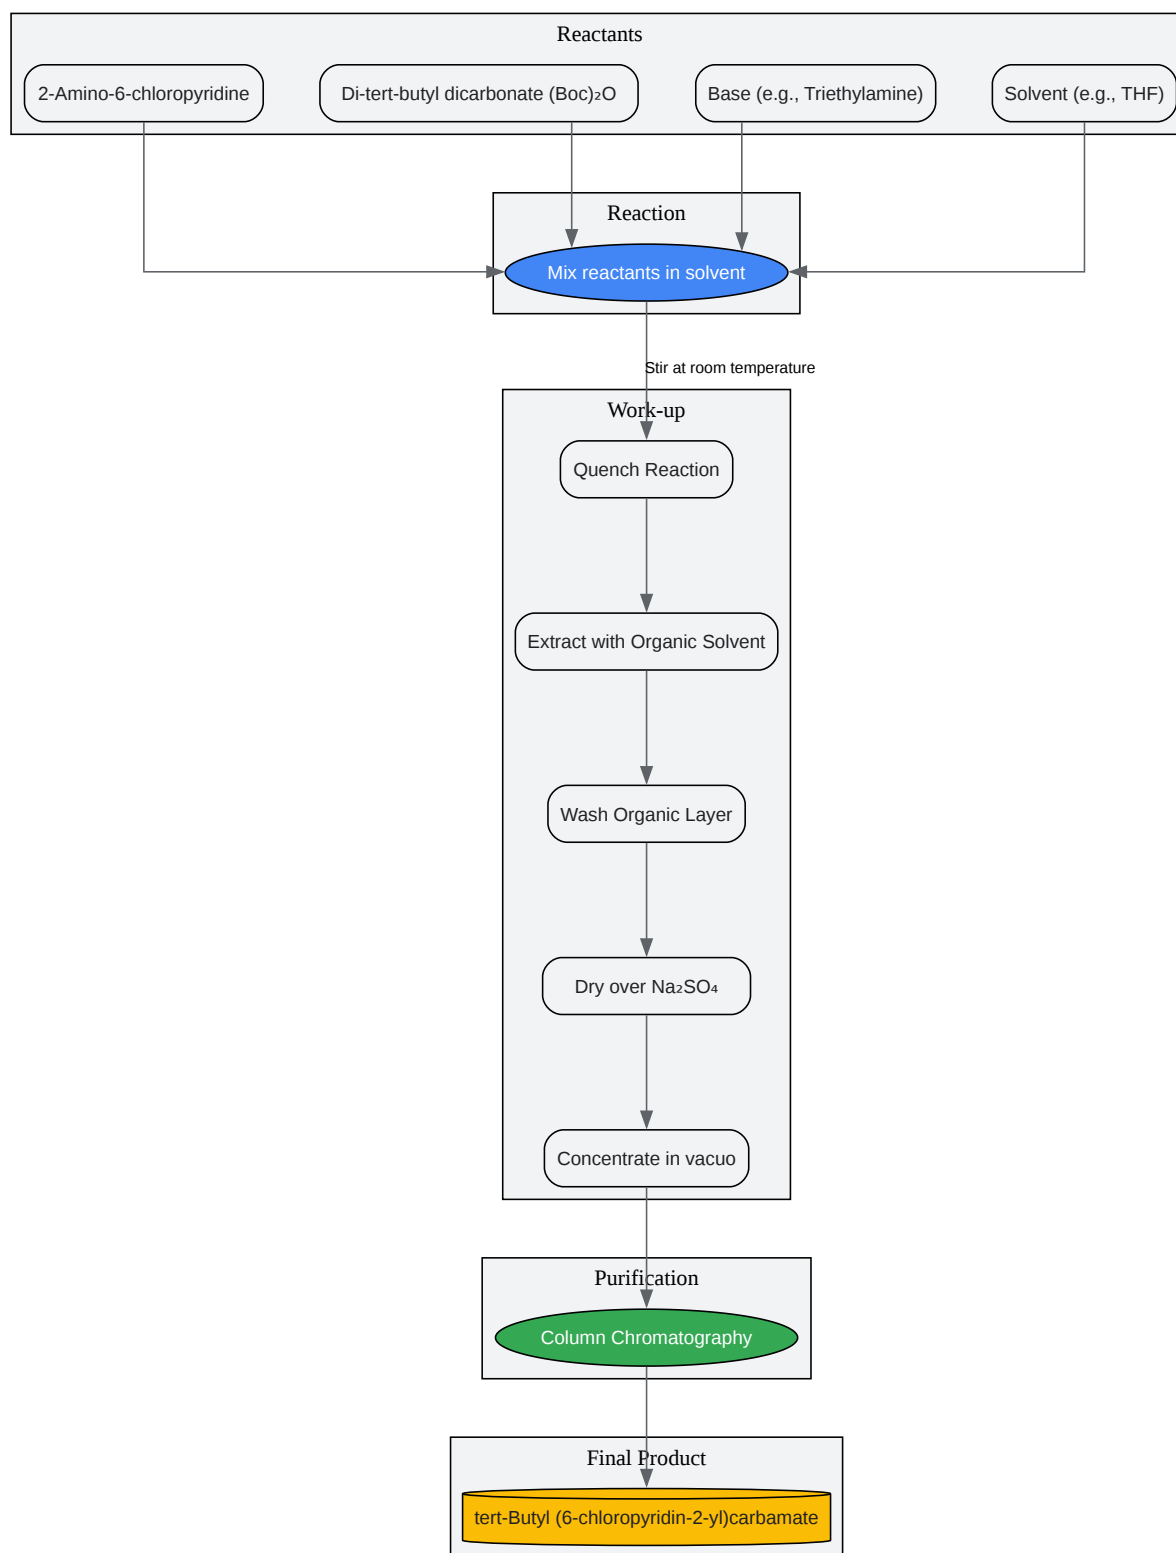 Reactants
2-Amino-6-chloropyridine
Di-tert-butyl dicarbonate (Boc)₂O
Base (e.g., Triethylamine)
Solvent (e.g., THF)
Reaction
Mix reactants in solvent
Stir at room temperature
Work-up
Quench Reaction
Extract with Organic Solvent
Wash Organic Layer
Dry over Na₂SO₄
Concentrate in vacuo
Purification
Column Chromatography
Final Product
tert-Butyl (6-chloropyridin-2-yl)carbamate